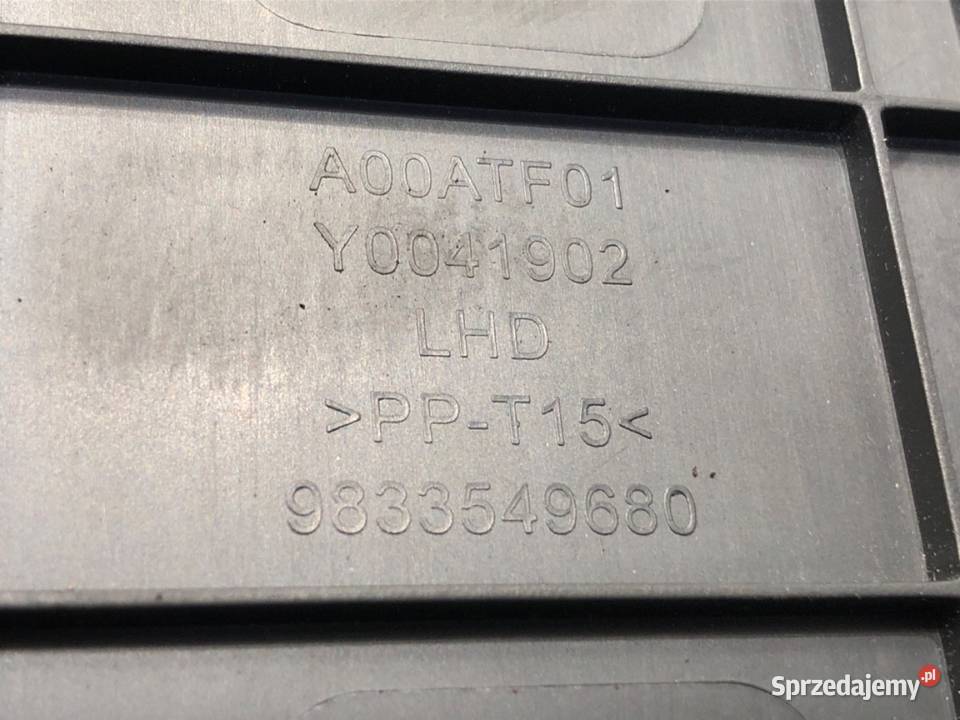 A00ATF01
Y0041902
LHD
>PP-T15<
9833549680
Sprzedajemy.pl